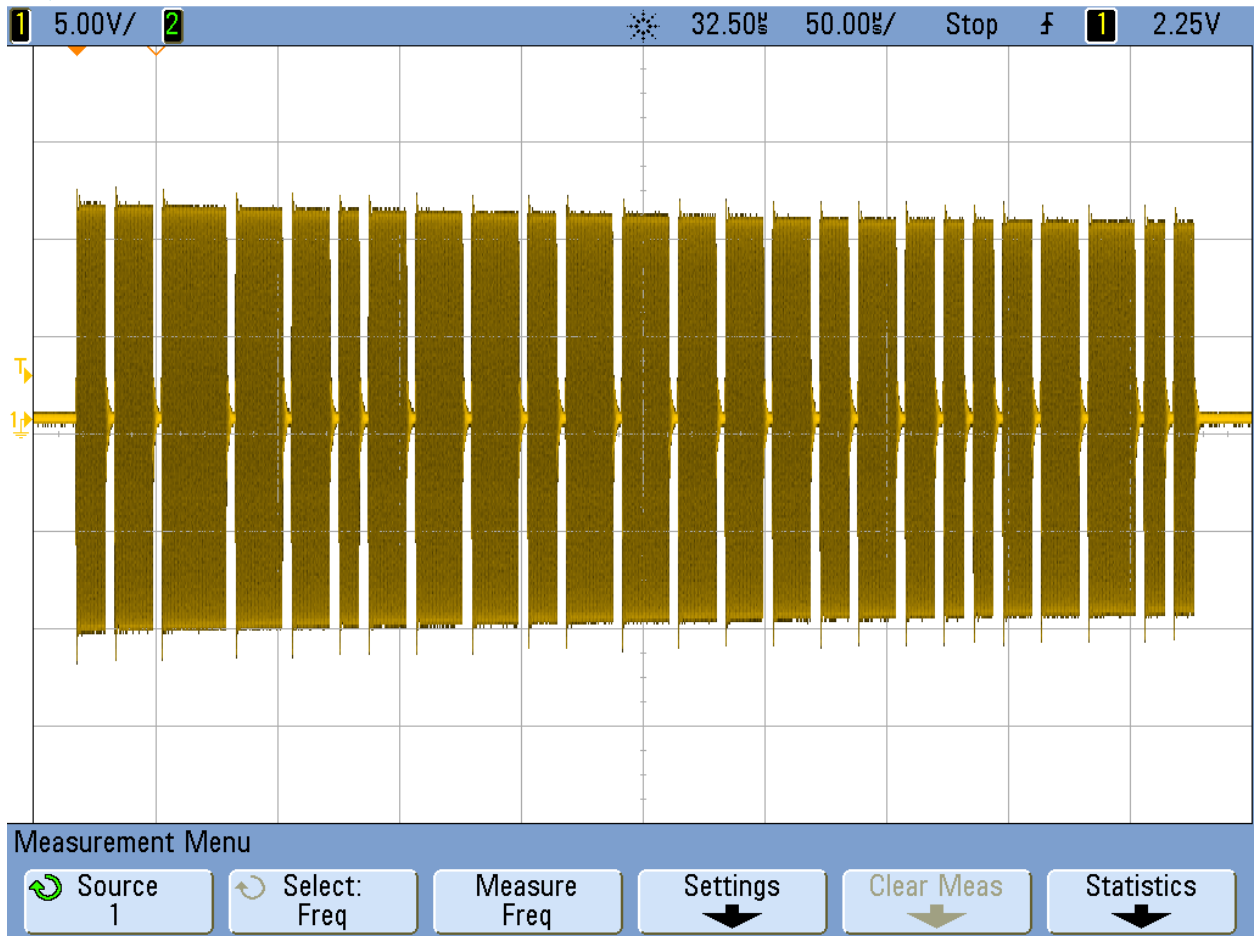 1 5.00V/ 2 32.50µs 50.00µs/ Stop 1 2.25V
T
1
Measurement Menu
Source Select: Measure Settings Clear Meas Statistics
1 Freq Freq